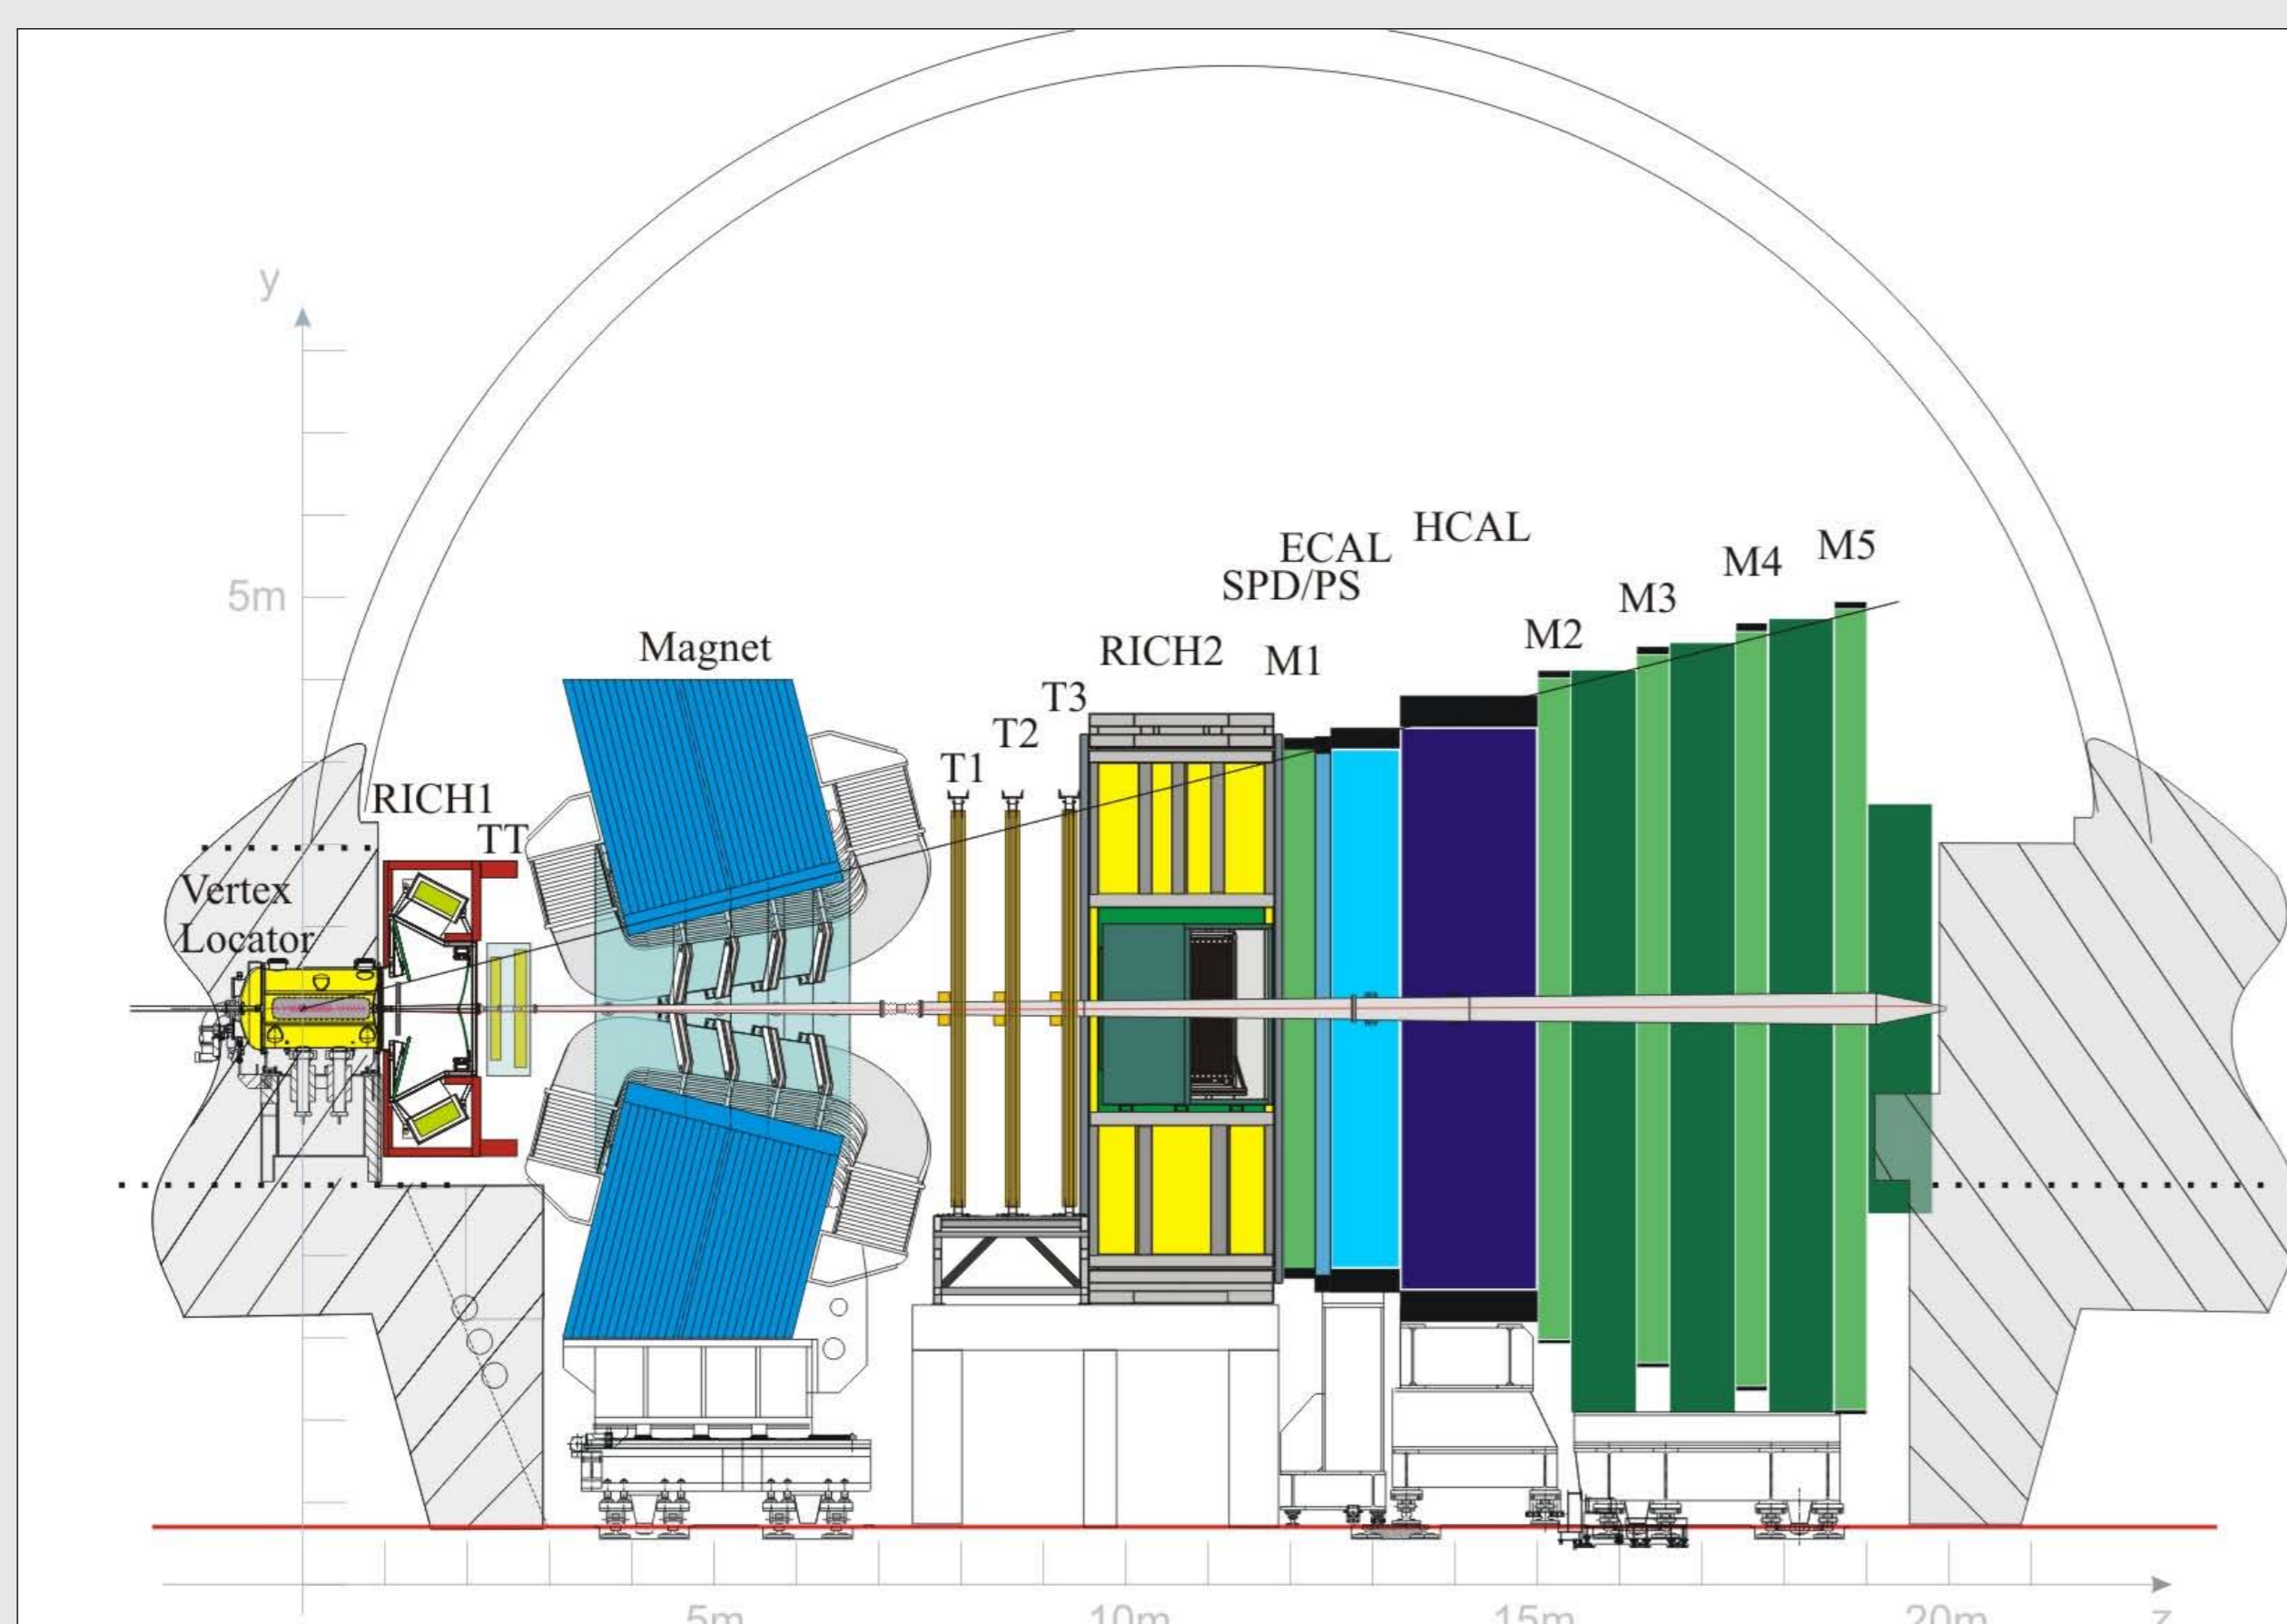 y
5m
HCAL
ECAL
SPD/PS
M5
M4
M3
M2
M1
RICH2
Magnet
T3
T2
T1
RICH1
TT
Vertex
Locator
5m
10m
15m
20m
z